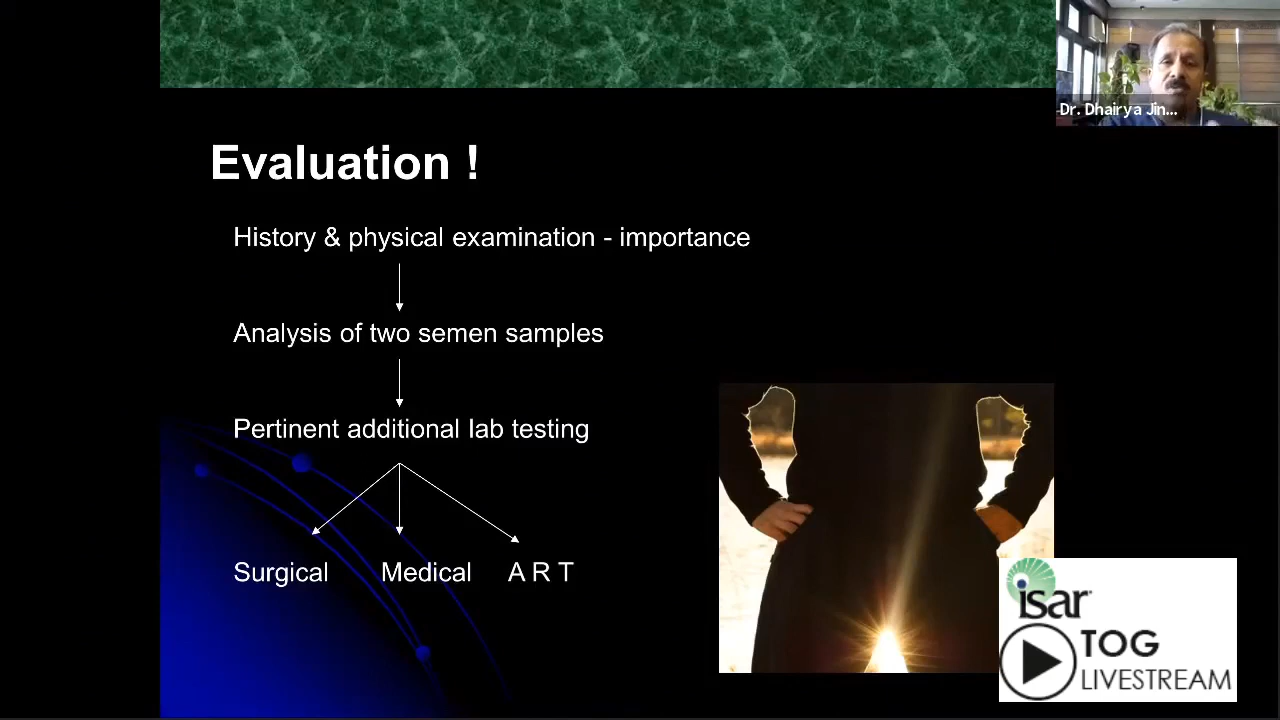 Dr. Dhairya Jin...
Evaluation !
History & physical examination - importance
Analysis of two semen samples
Pertinent additional lab testing
Surgical Medical A R T
isar
TOG
LIVESTREAM